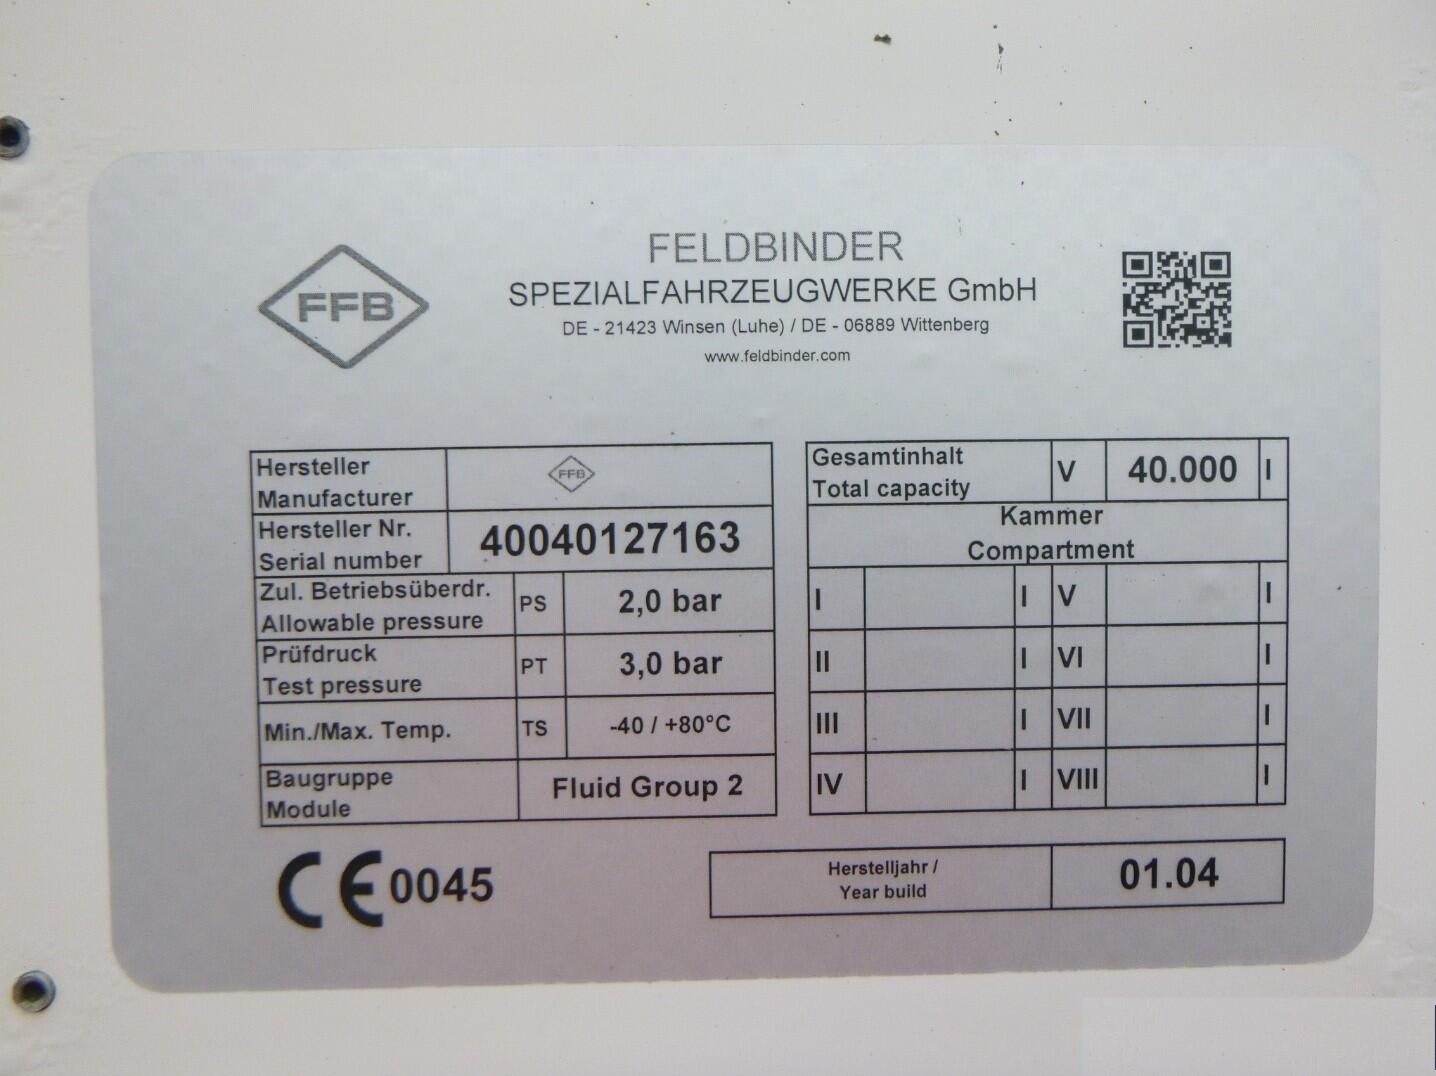 FFB
FELDBINDER
SPEZIALFAHRZEUGWERKE GmbH
DE - 21423 Winsen (Luhe) / DE - 06889 Wittenberg
www.feldbinder.com
Hersteller
Manufacturer
FFB
Hersteller Nr.
Serial number
40040127163
Zul. Betriebsüberdr.
Allowable pressure
PS
2,0 bar
Prüfdruck
Test pressure
PT
3,0 bar
Min./Max. Temp.
TS
-40 / +80°C
Baugruppe
Module
Fluid Group 2
Gesamtinhalt
Total capacity
V
40.000
l
Kammer
Compartment
I l V l
II l VI l
III l VII l
IV l VIII l
CE 0045
Herstelljahr /
Year build
01.04